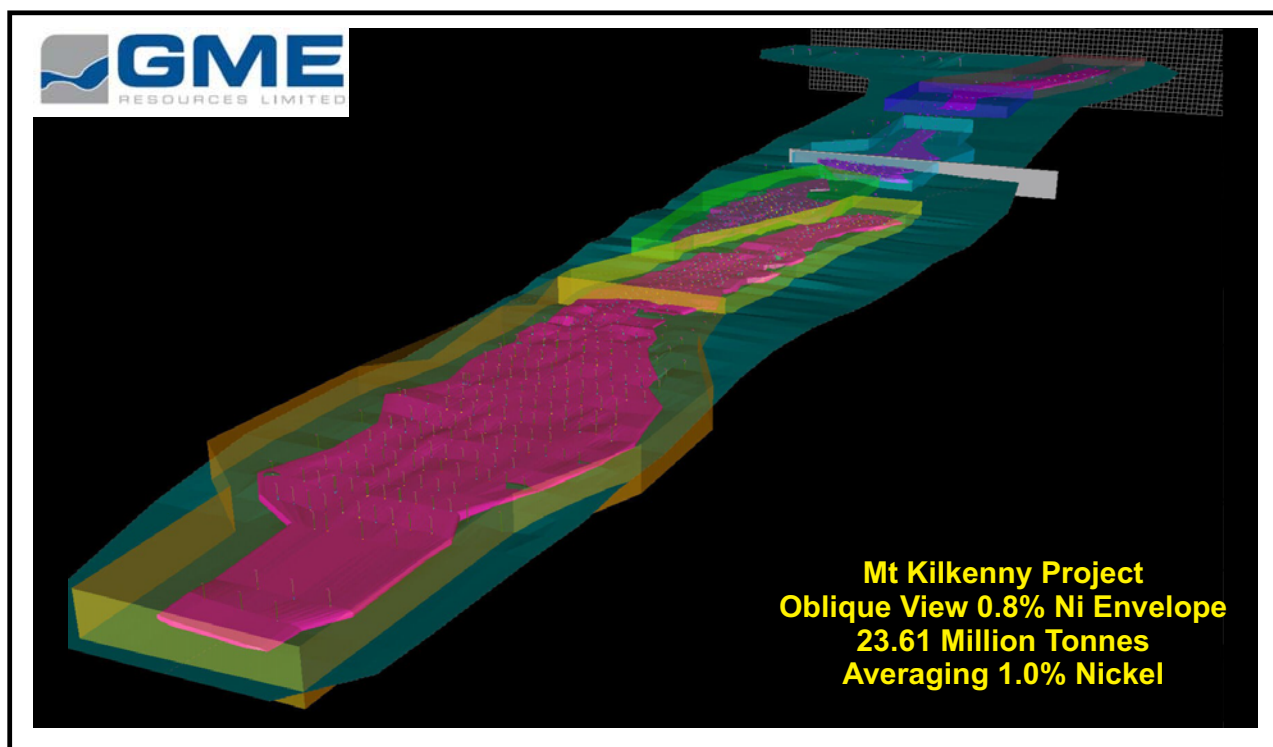 GME
RESOURCES LIMITED
Mt Kilkenny Project
Oblique View 0.8% Ni Envelope
23.61 Million Tonnes
Averaging 1.0% Nickel